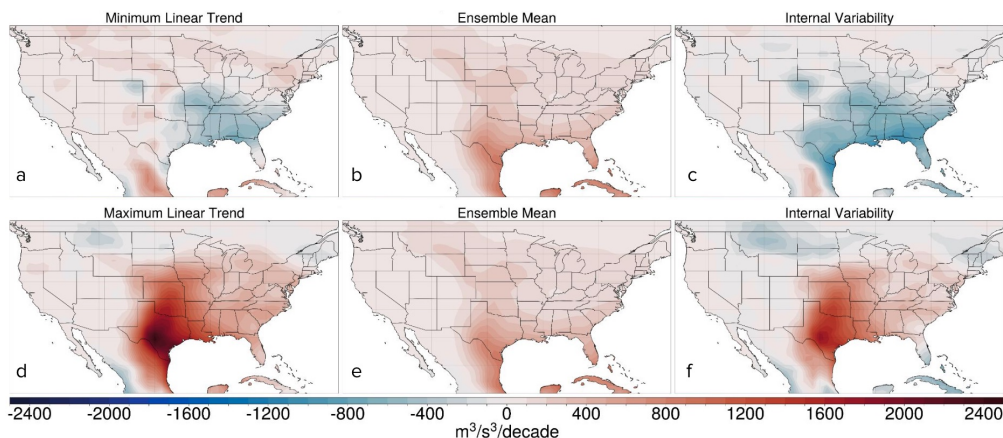 Minimum Linear Trend
Ensemble Mean
Internal Variability
a
b
c
Maximum Linear Trend
Ensemble Mean
Internal Variability
d
e
f
-2400 -2000 -1600 -1200 -800 -400 0 400 800 1200 1600 2000 2400
m³/s³/decade